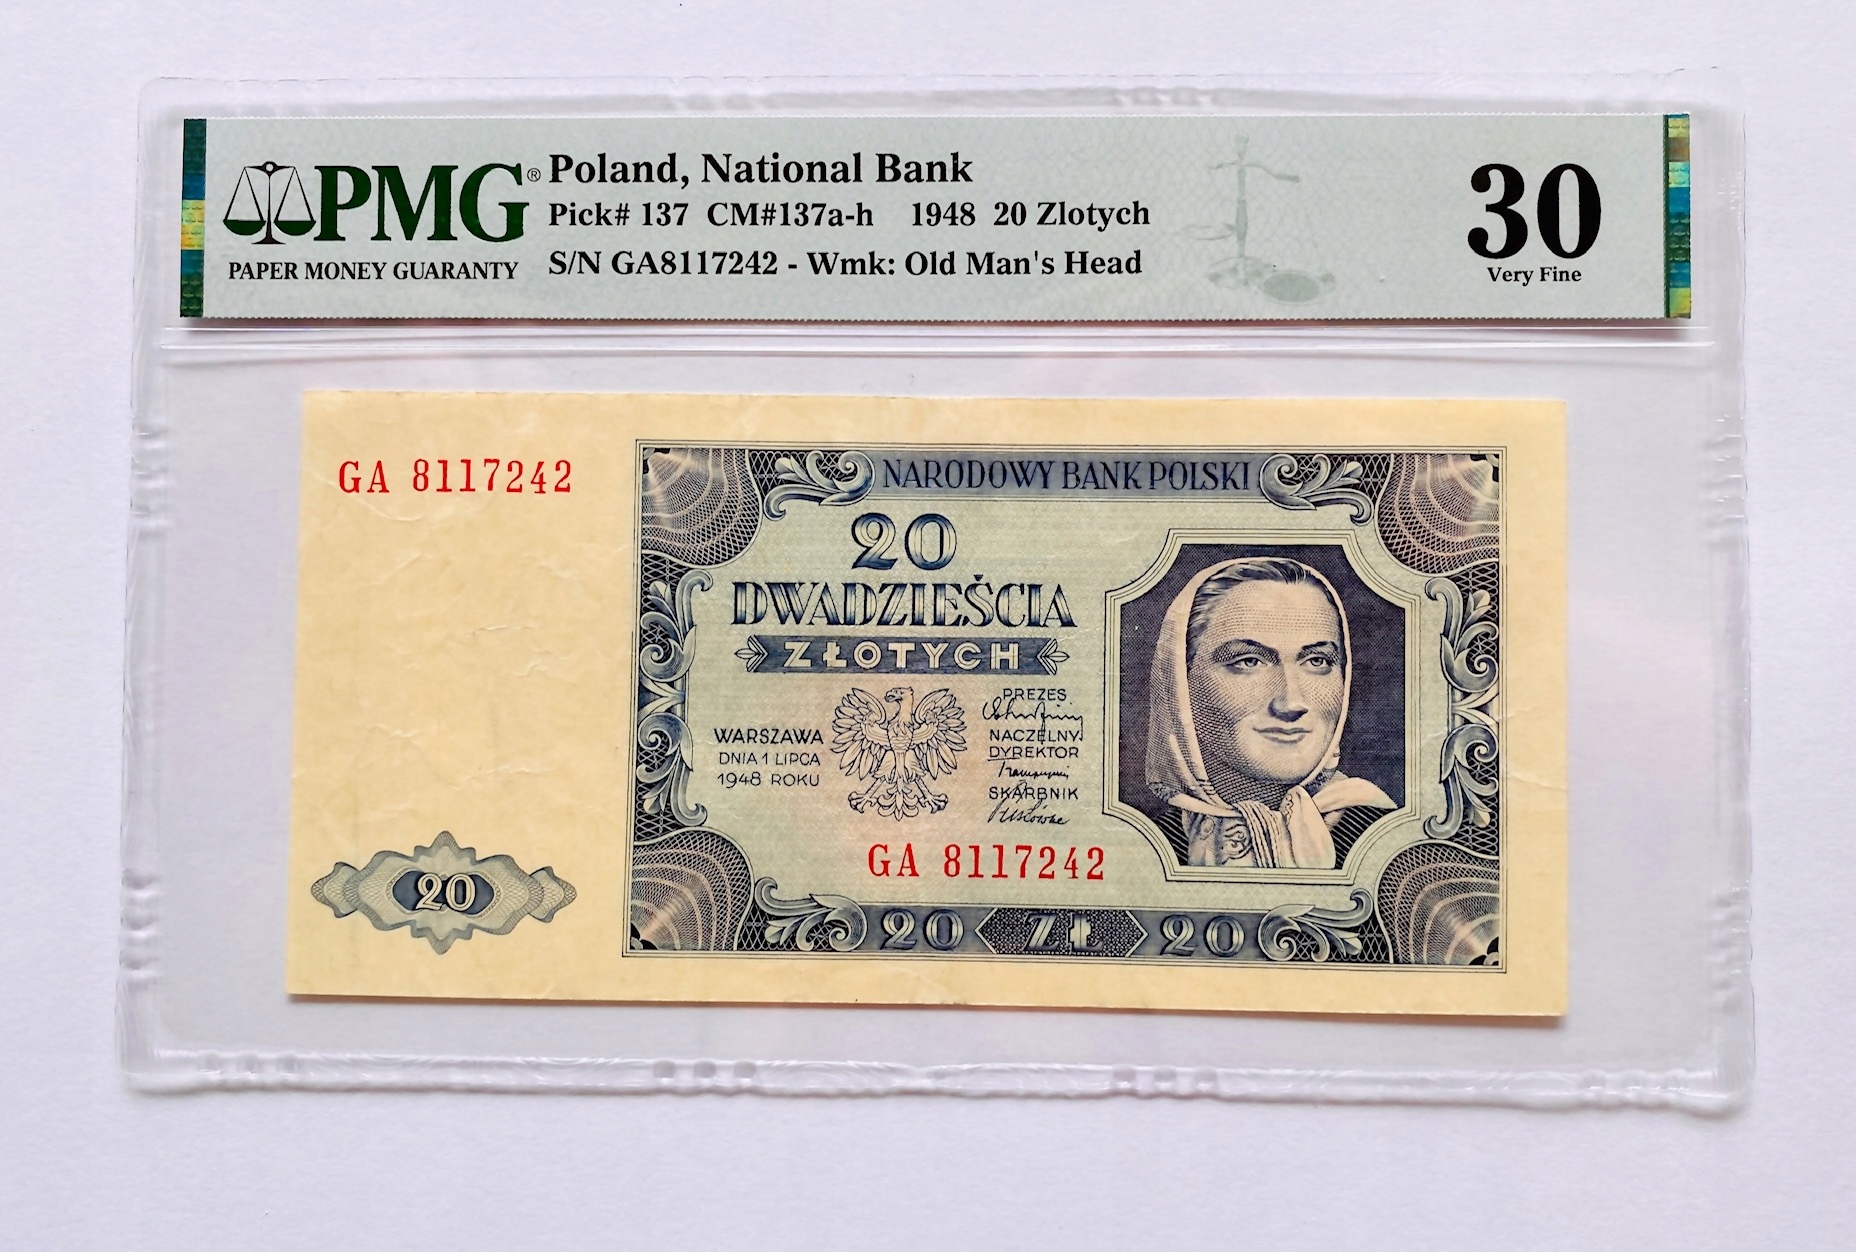 PMG®
PAPER MONEY GUARANTY
Poland, National Bank
Pick# 137 CM#137a-h 1948 20 Zlotych
S/N GA8117242 - Wmk: Old Man's Head
30
Very Fine
GA 8117242
NARODOWY BANK POLSKI
20
DWADZIEŚCIA
ZŁOTYCH
WARSZAWA
DNIA 1 LIPCA
1948 ROKU
PREZES
NACZELNY
DYREKTOR
SKARBNIK
GA 8117242
20
20 ZŁ 20